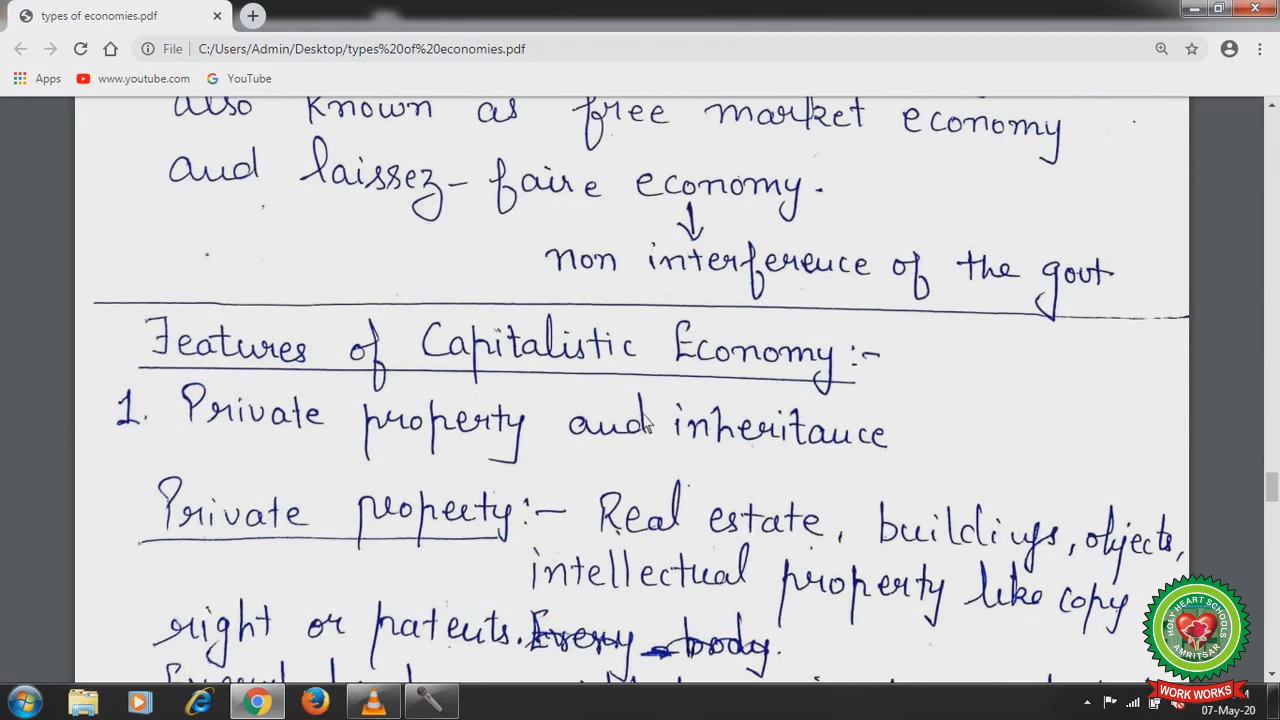 types of economies.pdf
File C:/Users/Admin/Desktop/types%20of%20economies.pdf
Apps www.youtube.com YouTube
also known as free market economy
and laissez-faire economy.
↓
non interference of the govt
Features of Capitalistic Economy:-
1. Private property and inheritance
Private property:- Real estate, buildings, objects,
intellectual property like copy
right or patents. Every body.
HOLY HEART SCHOOLS
AMRITSAR
WORK WORKS
07-May-20